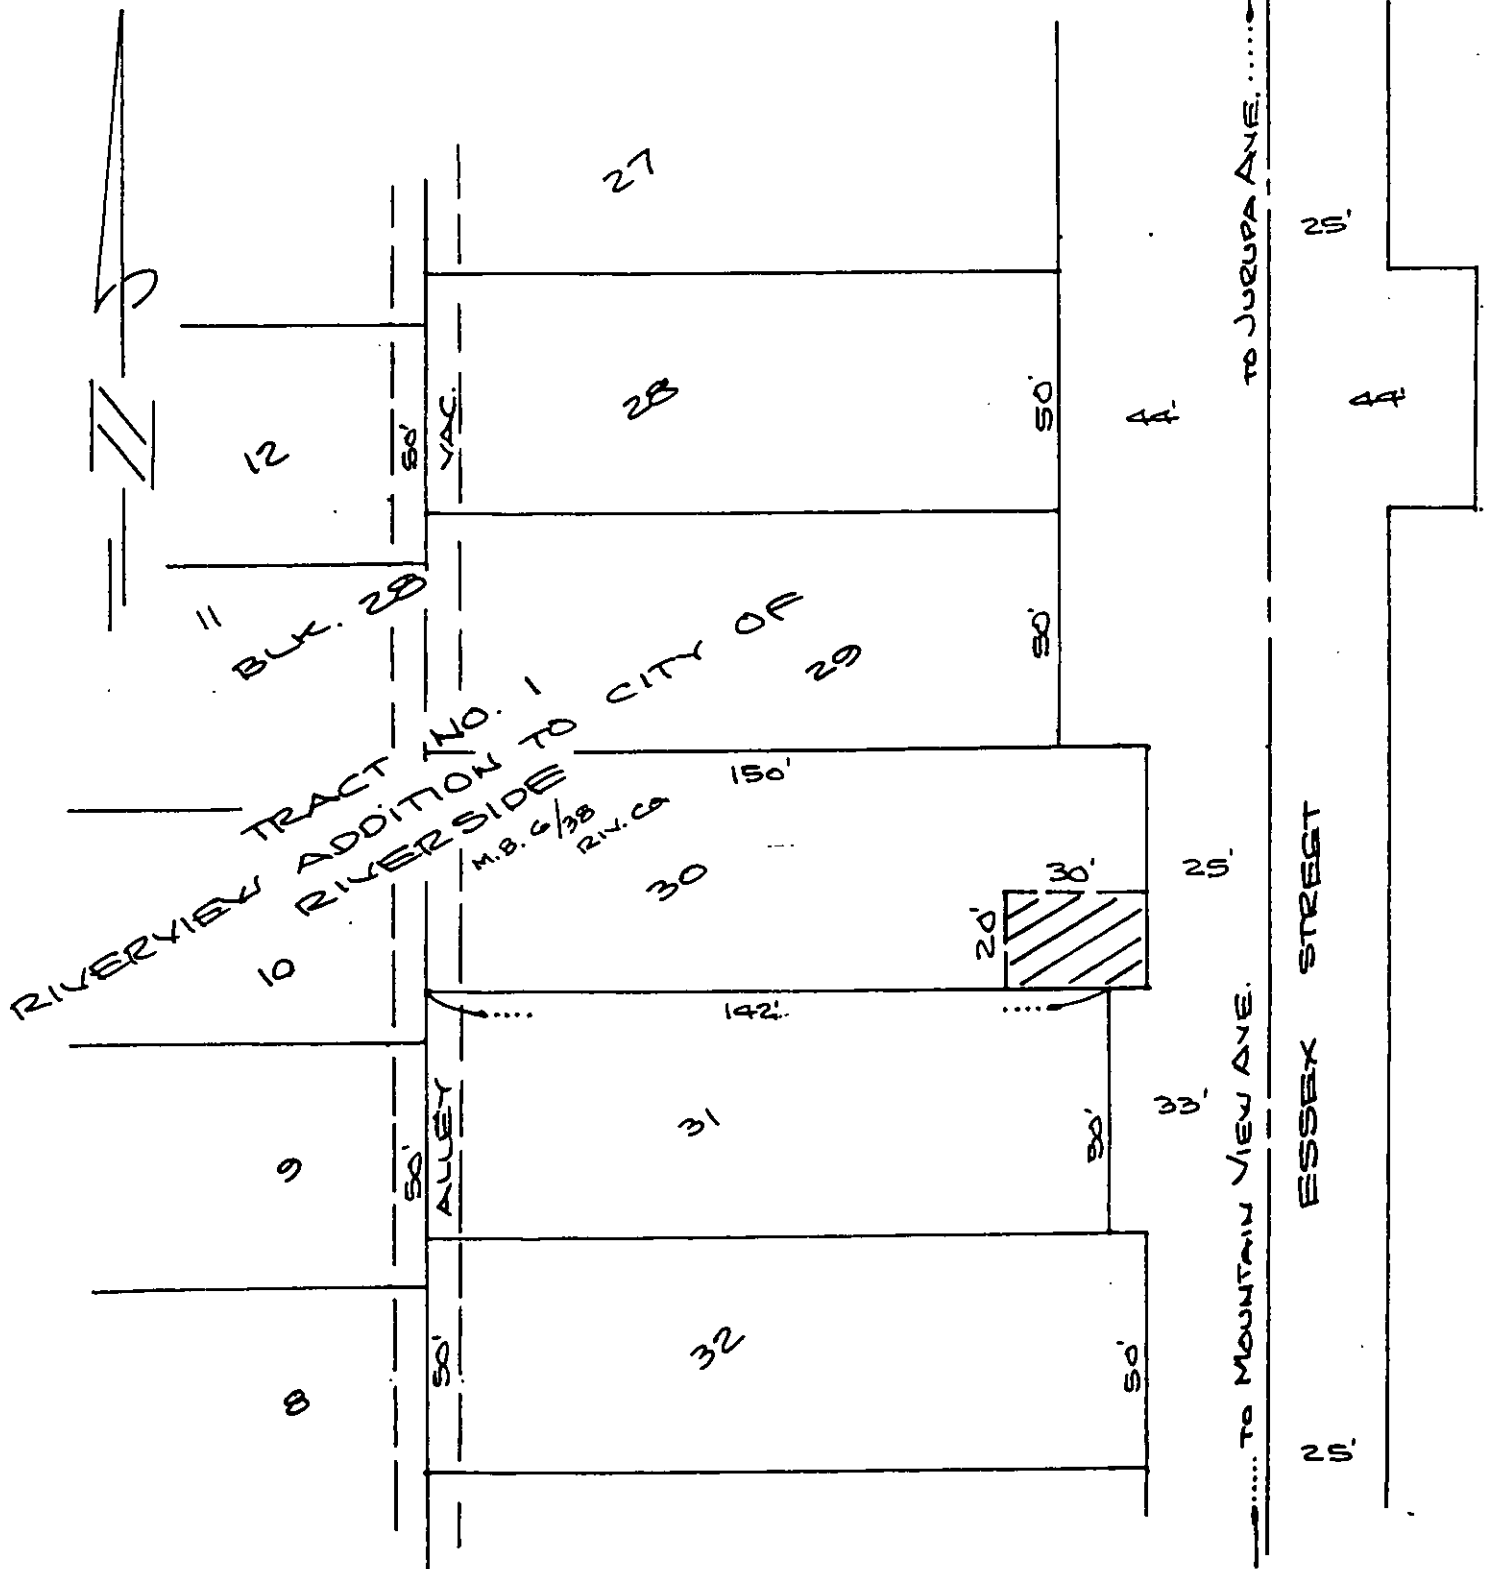 N
27
TO JURUPA AVE.
25'
28
50'
44'
44'
12
50'
VAC.
11
BLK. 28
29
50'
TRACT NO. 1
RIVERVIEW ADDITION TO CITY OF
RIVERSIDE
M.B. 6/38
RIV. CO.
150'
30
30'
20'
25'
10
142'
ESSEX STREET
9
50'
ALLEY
31
50'
33'
TO MOUNTAIN VIEW AVE.
8
50'
32
50'
25'